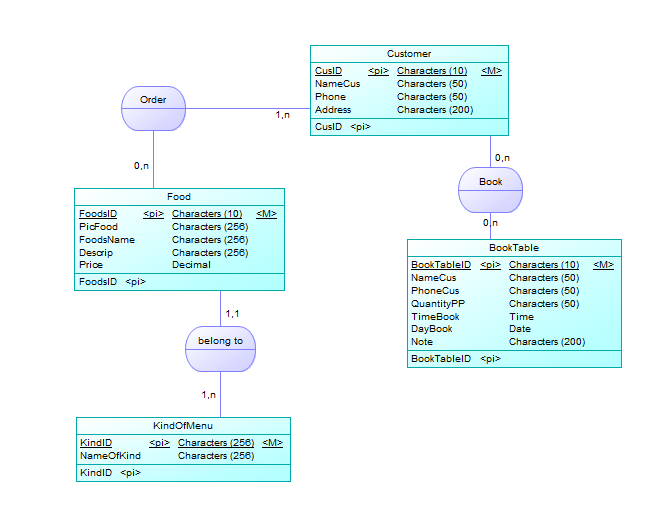 Customer
CusID <pi> Characters (10) <M>
NameCus Characters (50)
Phone Characters (50)
Address Characters (200)
CusID <pi>
Order
1,n
0,n
0,n
Book
0,n
Food
FoodsID <pi> Characters (10) <M>
PicFood Characters (256)
FoodsName Characters (256)
Descrip Characters (256)
Price Decimal
FoodsID <pi>
BookTable
BookTableID <pi> Characters (10) <M>
NameCus Characters (50)
PhoneCus Characters (50)
QuantityPP Characters (50)
TimeBook Time
DayBook Date
Note Characters (200)
BookTableID <pi>
1,1
belong to
1,n
KindOfMenu
KindID <pi> Characters (256) <M>
NameOfKind Characters (256)
KindID <pi>